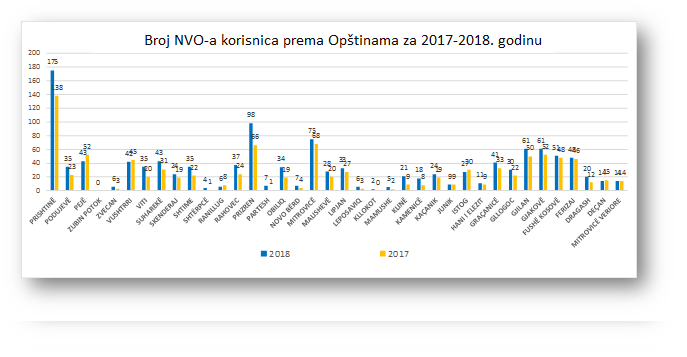 Broj NVO-a korisnica prema Opštinama za 2017-2018. godinu
200
180
160
140
120
100
80
60
40
20
0
175 138 35 23 43 52 0 6 3 42 45 35 20 43 31 24 19 35 22 4 1 6 8 37 24 98 66 7 1 34 19 7 4 75 68 28 20 33 27 6 3 2 0 5 2 21 9 18 8 24 19 9 9 27 30 11 9 41 33 30 22 61 50 61 52 51 48 48 46 20 12 14 15 14 14
PRISHTINË
PODUJEVË
PEJË
ZUBIN POTOK
ZVEÇAN
VUSHTRRI
VITI
SUHAREKË
SKENDERAJ
SHTIME
SHTËRPCË
RANILLUG
RAHOVEC
PRIZREN
PARTESH
OBILIQ
NOVO BËRD
MITROVICË
MALISHEVË
LIPJAN
LEPOSAVIQ
KLLOKOT
MAMUSHË
KLINË
KAMENICË
KAÇANIK
JUNIK
ISTOG
HANI I ELEZIT
GRAÇANICË
GLLOGOC
GJILAN
GJAKOVË
FUSHË KOSOVË
FERIZAJ
DRAGASH
DEÇAN
MITROVICË VERIORE
2018 2017